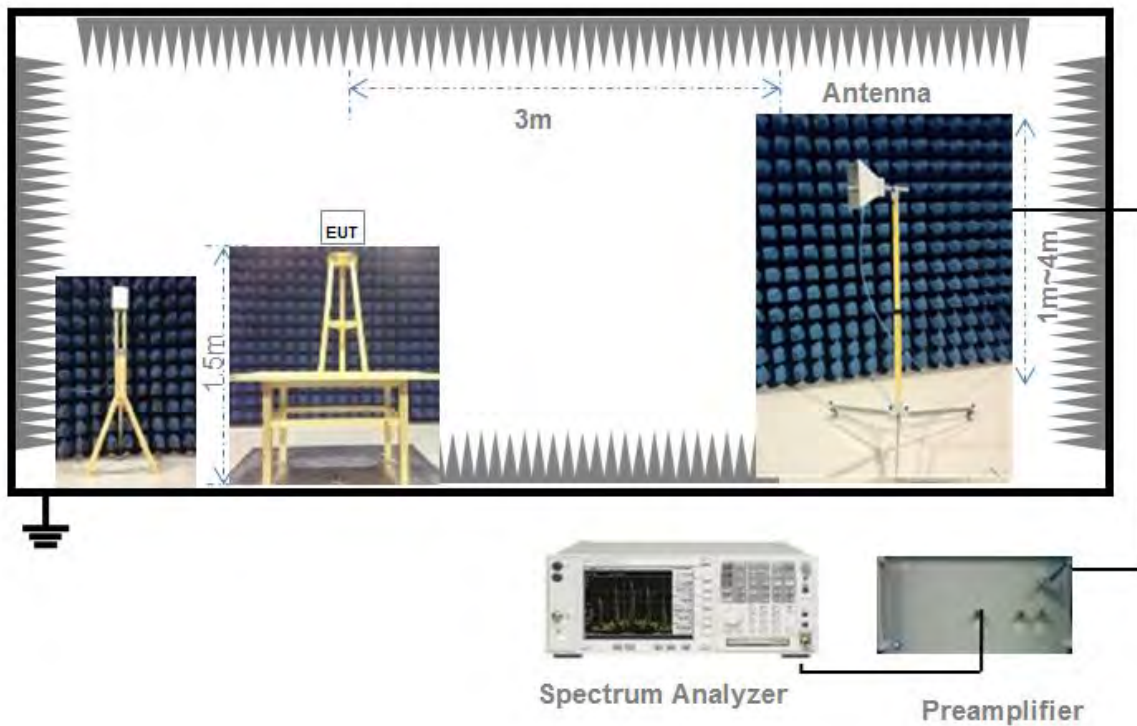 Antenna
3m
EUT
1.5m
1m~4m
Spectrum Analyzer
Preamplifier